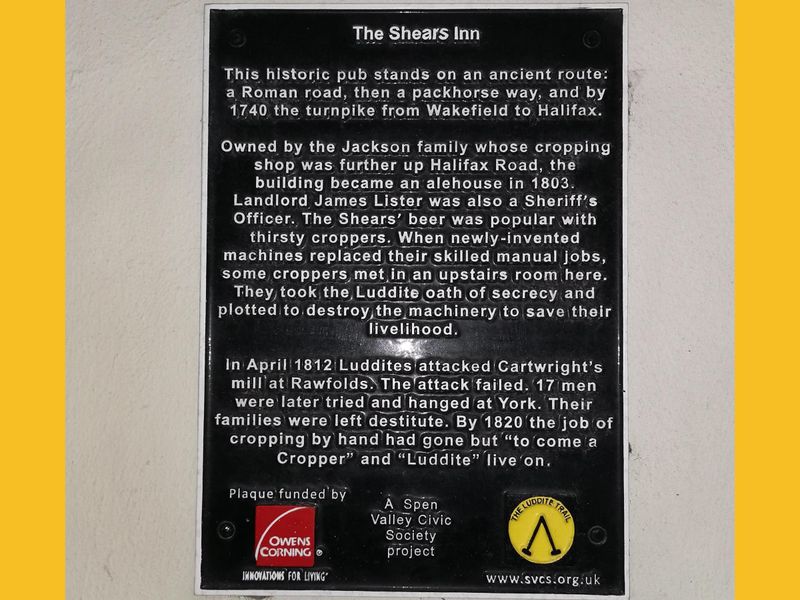 The Shears Inn
This historic pub stands on an ancient route:
a Roman road, then a packhorse way, and by
1740 the turnpike from Wakefield to Halifax.
Owned by the Jackson family whose cropping
shop was further up Halifax Road, the
building became an alehouse in 1803.
Landlord James Lister was also a Sheriff's
Officer. The Shears' beer was popular with
thirsty croppers. When newly-invented
machines replaced their skilled manual jobs,
some croppers met in an upstairs room here.
They took the Luddite oath of secrecy and
plotted to destroy the machinery to save their
livelihood.
In April 1812 Luddites attacked Cartwright's
mill at Rawfolds. The attack failed. 17 men
were later tried and hanged at York. Their
families were left destitute. By 1820 the job of
cropping by hand had gone but "to come a
Cropper" and "Luddite" live on.
Plaque funded by
OWENS
CORNING®
INNOVATIONS FOR LIVING®
A Spen
Valley Civic
Society
project
THE LUDDITE TRAIL
www.svcs.org.uk